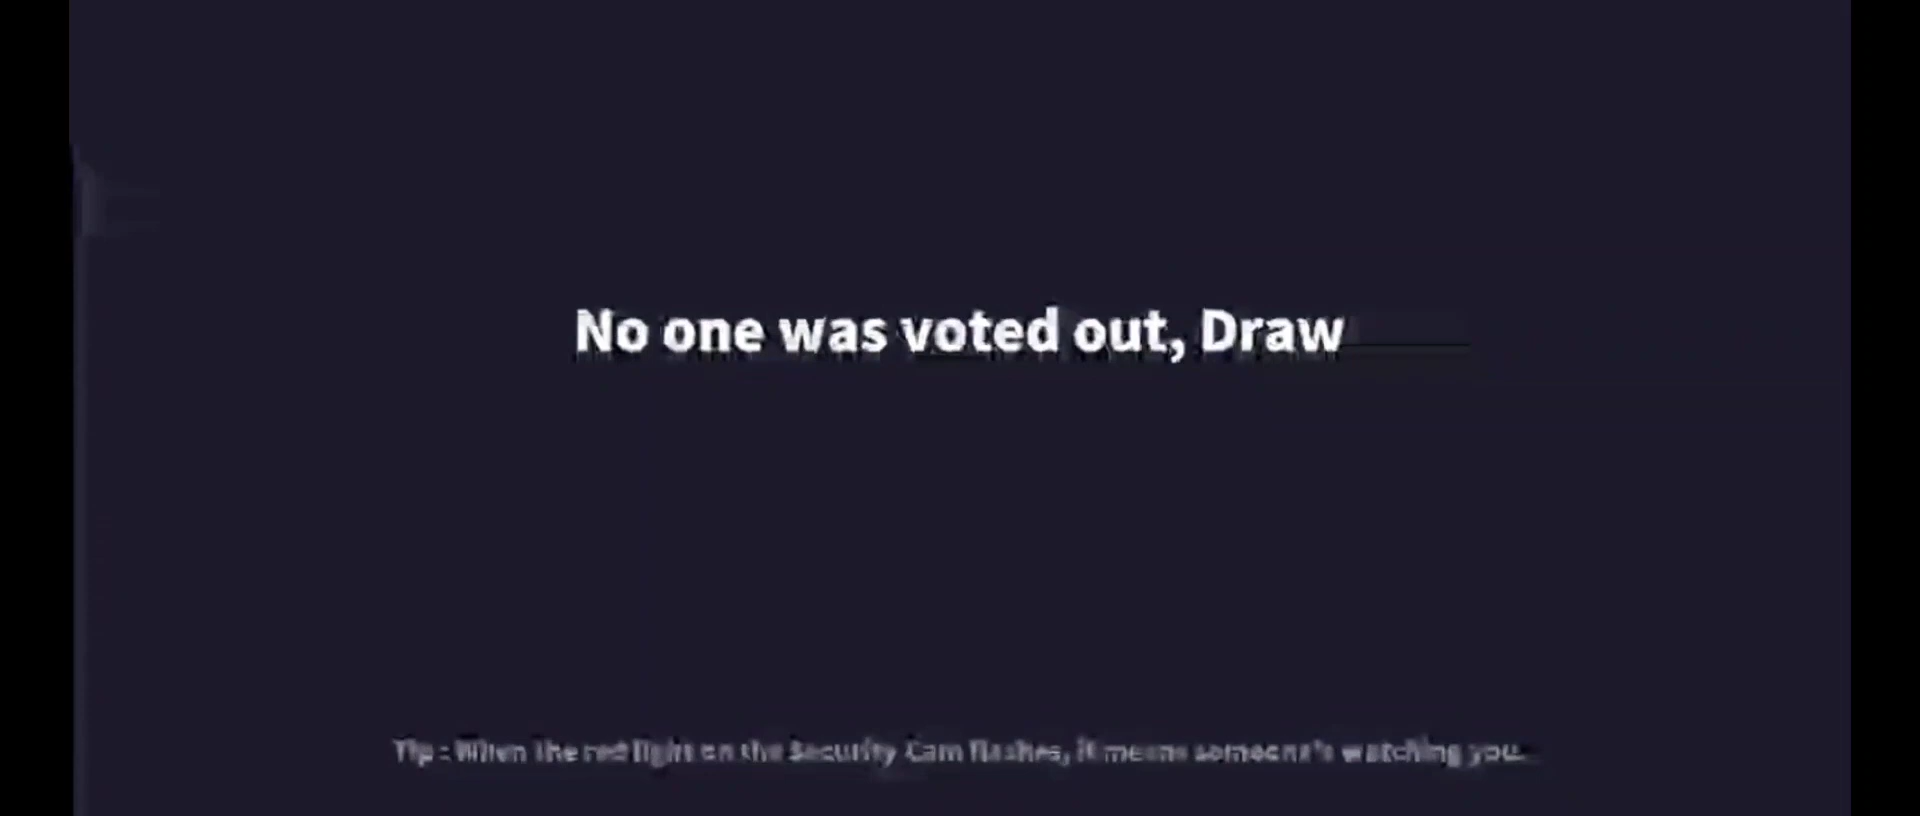 No one was voted out, Draw
Tip : When the red light on the Security Cam flashes, it means someone's watching you.